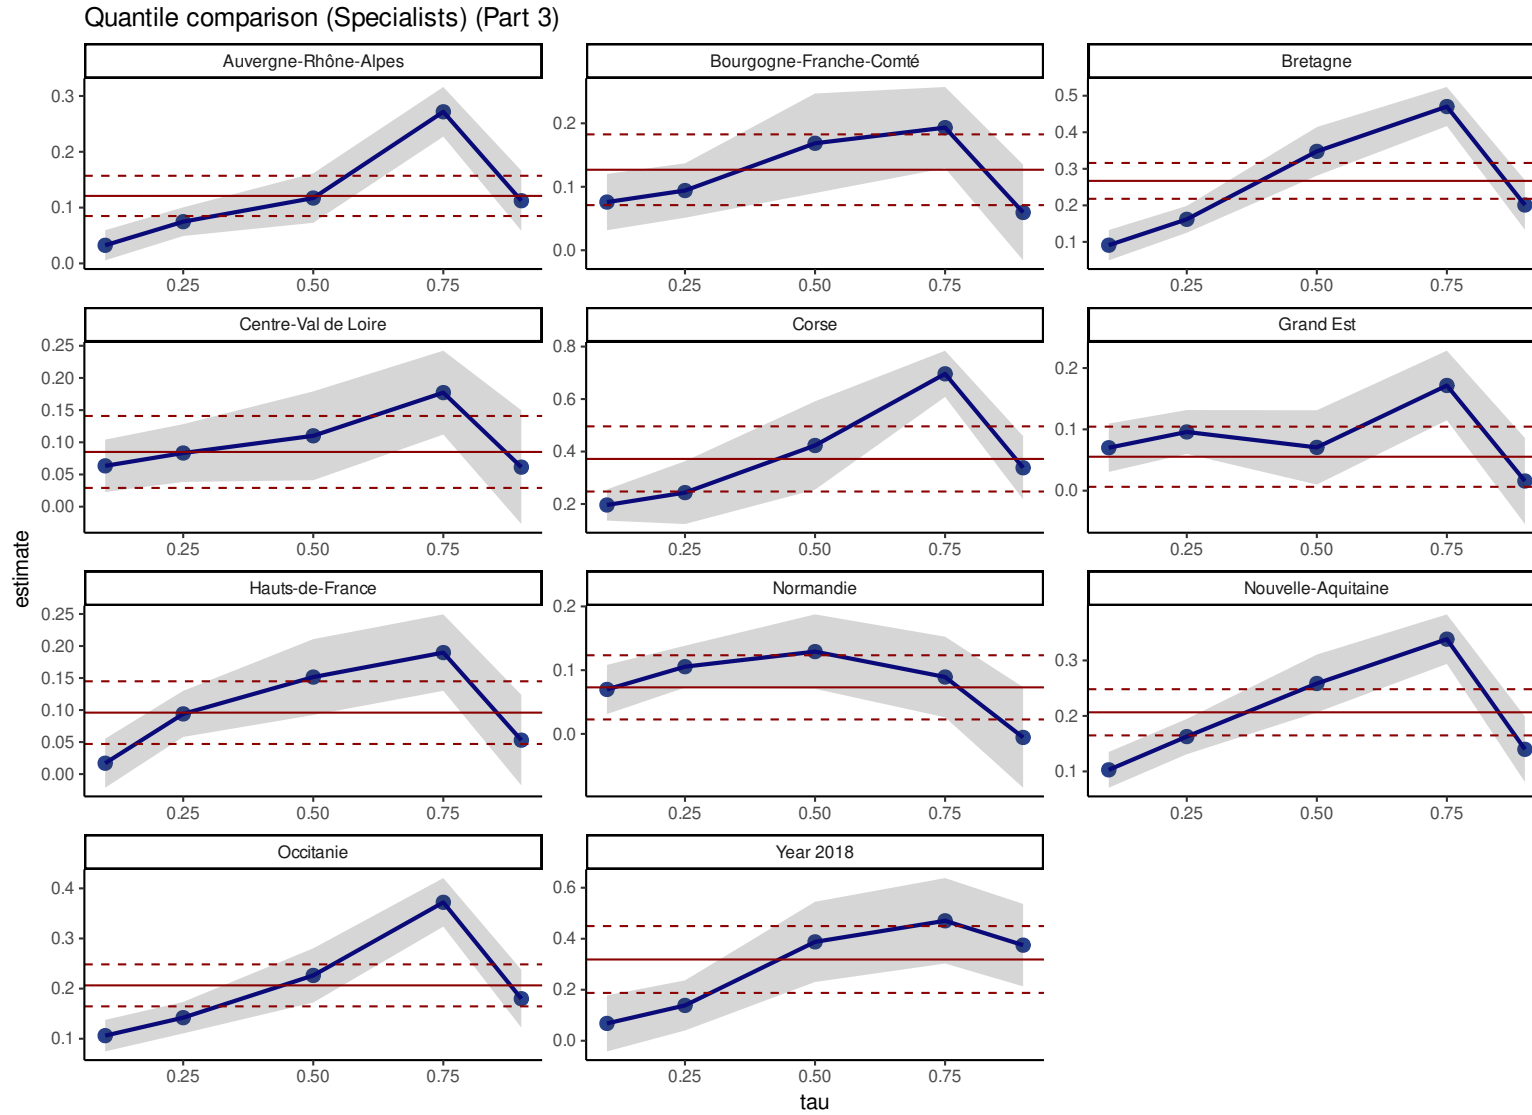 Quantile comparison (Specialists) (Part 3)
Auvergne-Rhône-Alpes
Bourgogne-Franche-Comté
Bretagne
0.3
0.2
0.1
0.0
0.2
0.1
0.0
0.5
0.4
0.3
0.2
0.1
0.25 0.50 0.75
0.25 0.50 0.75
0.25 0.50 0.75
Centre-Val de Loire
Corse
Grand Est
0.25
0.20
0.15
0.10
0.05
0.00
0.8
0.6
0.4
0.2
0.2
0.1
0.0
0.25 0.50 0.75
0.25 0.50 0.75
0.25 0.50 0.75
estimate
Hauts-de-France
Normandie
Nouvelle-Aquitaine
0.25
0.20
0.15
0.10
0.05
0.00
0.2
0.1
0.0
0.3
0.2
0.1
0.25 0.50 0.75
0.25 0.50 0.75
0.25 0.50 0.75
Occitanie
Year 2018
0.4
0.3
0.2
0.1
0.6
0.4
0.2
0.0
0.25 0.50 0.75
0.25 0.50 0.75
tau